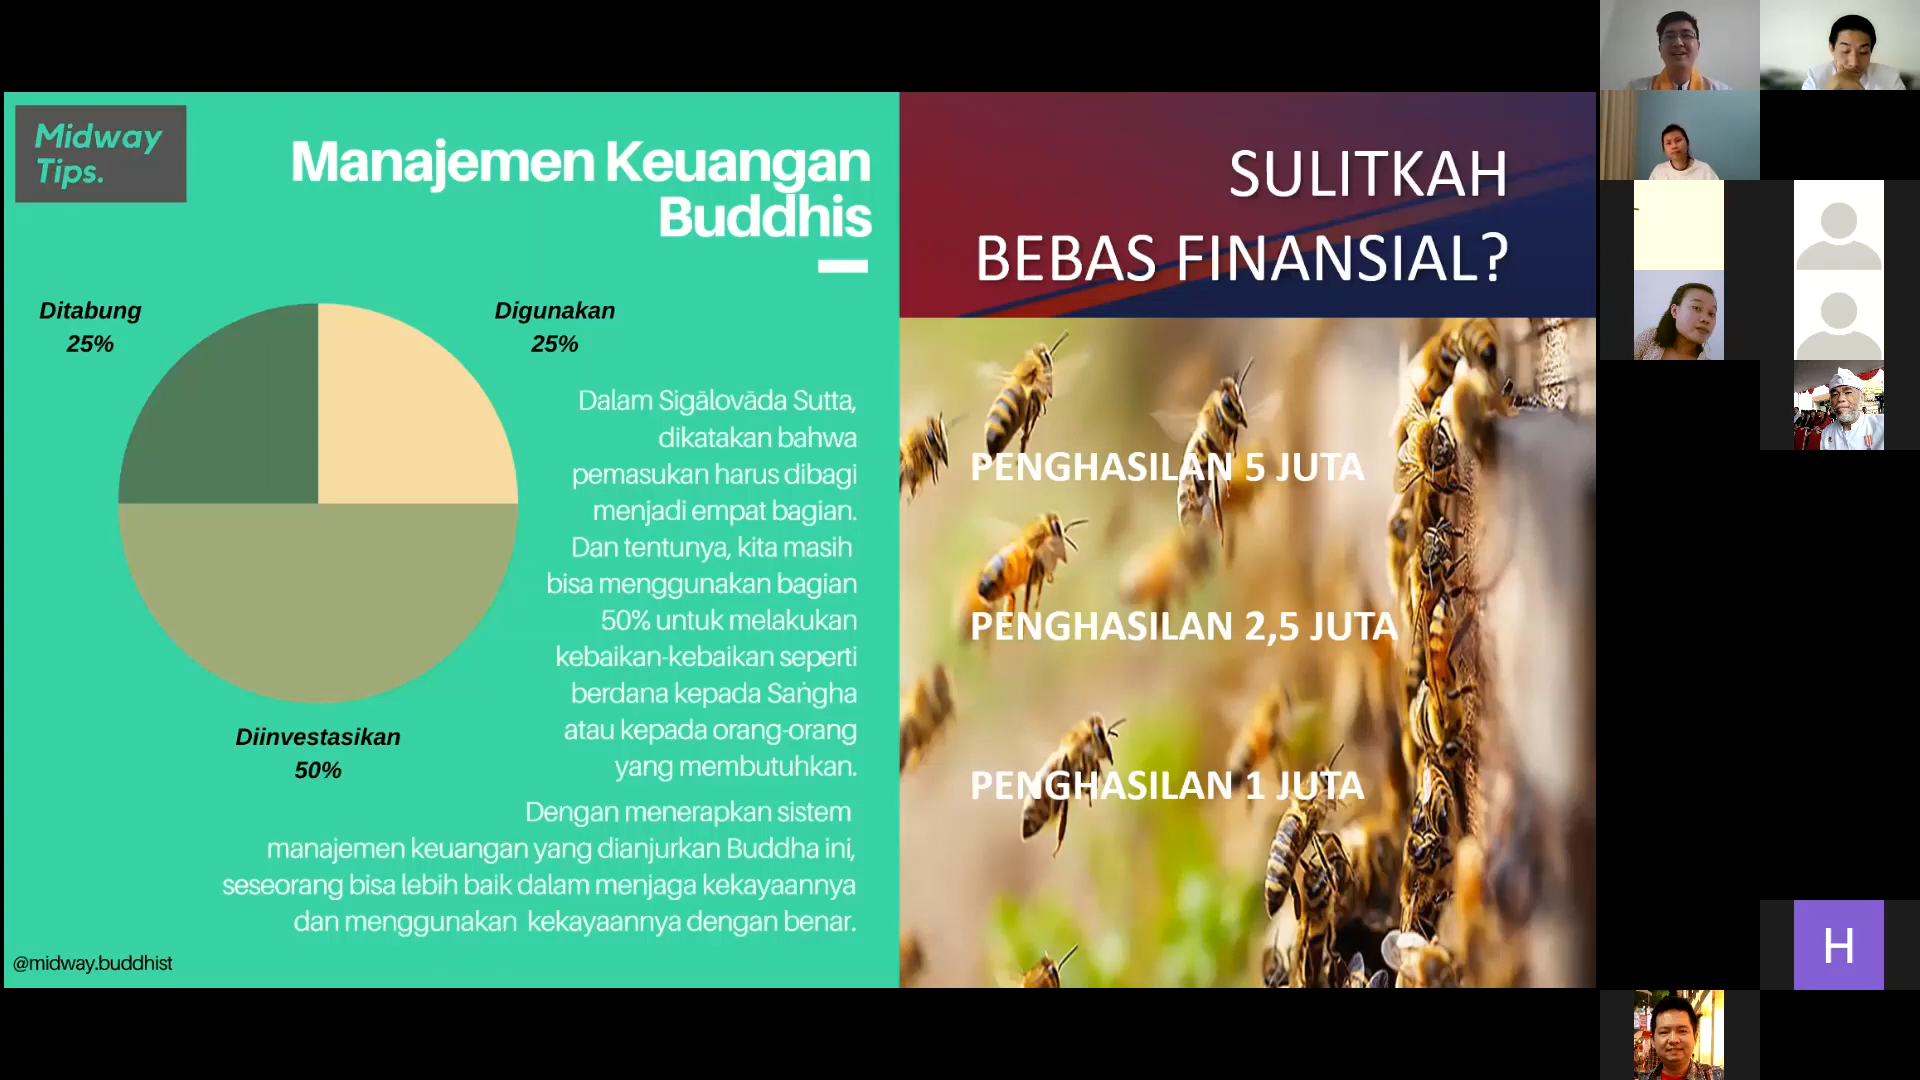 Midway
Tips.
Manajemen Keuangan
Buddhis
Ditabung
25%
Digunakan
25%
Diinvestasikan
50%
Dalam Sigālovāda Sutta,
dikatakan bahwa
pemasukan harus dibagi
menjadi empat bagian.
Dan tentunya, kita masih
bisa menggunakan bagian
50% untuk melakukan
kebaikan-kebaikan seperti
berdana kepada Saṅgha
atau kepada orang-orang
yang membutuhkan.
Dengan menerapkan sistem
manajemen keuangan yang dianjurkan Buddha ini,
seseorang bisa lebih baik dalam menjaga kekayaannya
dan menggunakan kekayaannya dengan benar.
@midway.buddhist
SULITKAH
BEBAS FINANSIAL?
PENGHASILAN 5 JUTA
PENGHASILAN 2,5 JUTA
PENGHASILAN 1 JUTA
H